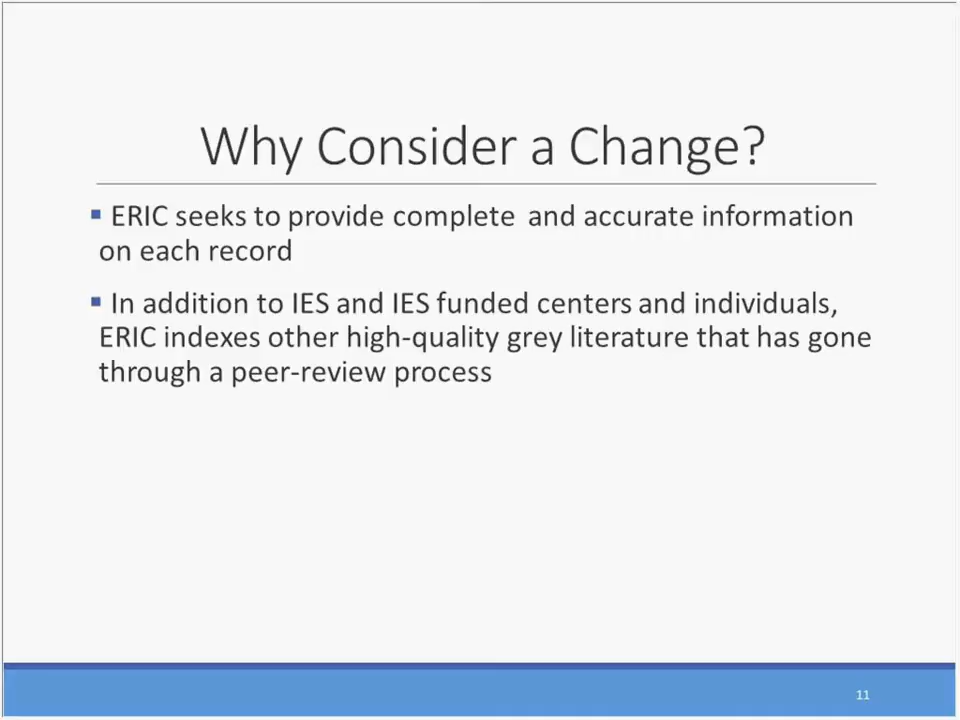 Why Consider a Change?
▪ ERIC seeks to provide complete and accurate information
on each record
▪ In addition to IES and IES funded centers and individuals,
ERIC indexes other high-quality grey literature that has gone
through a peer-review process
11